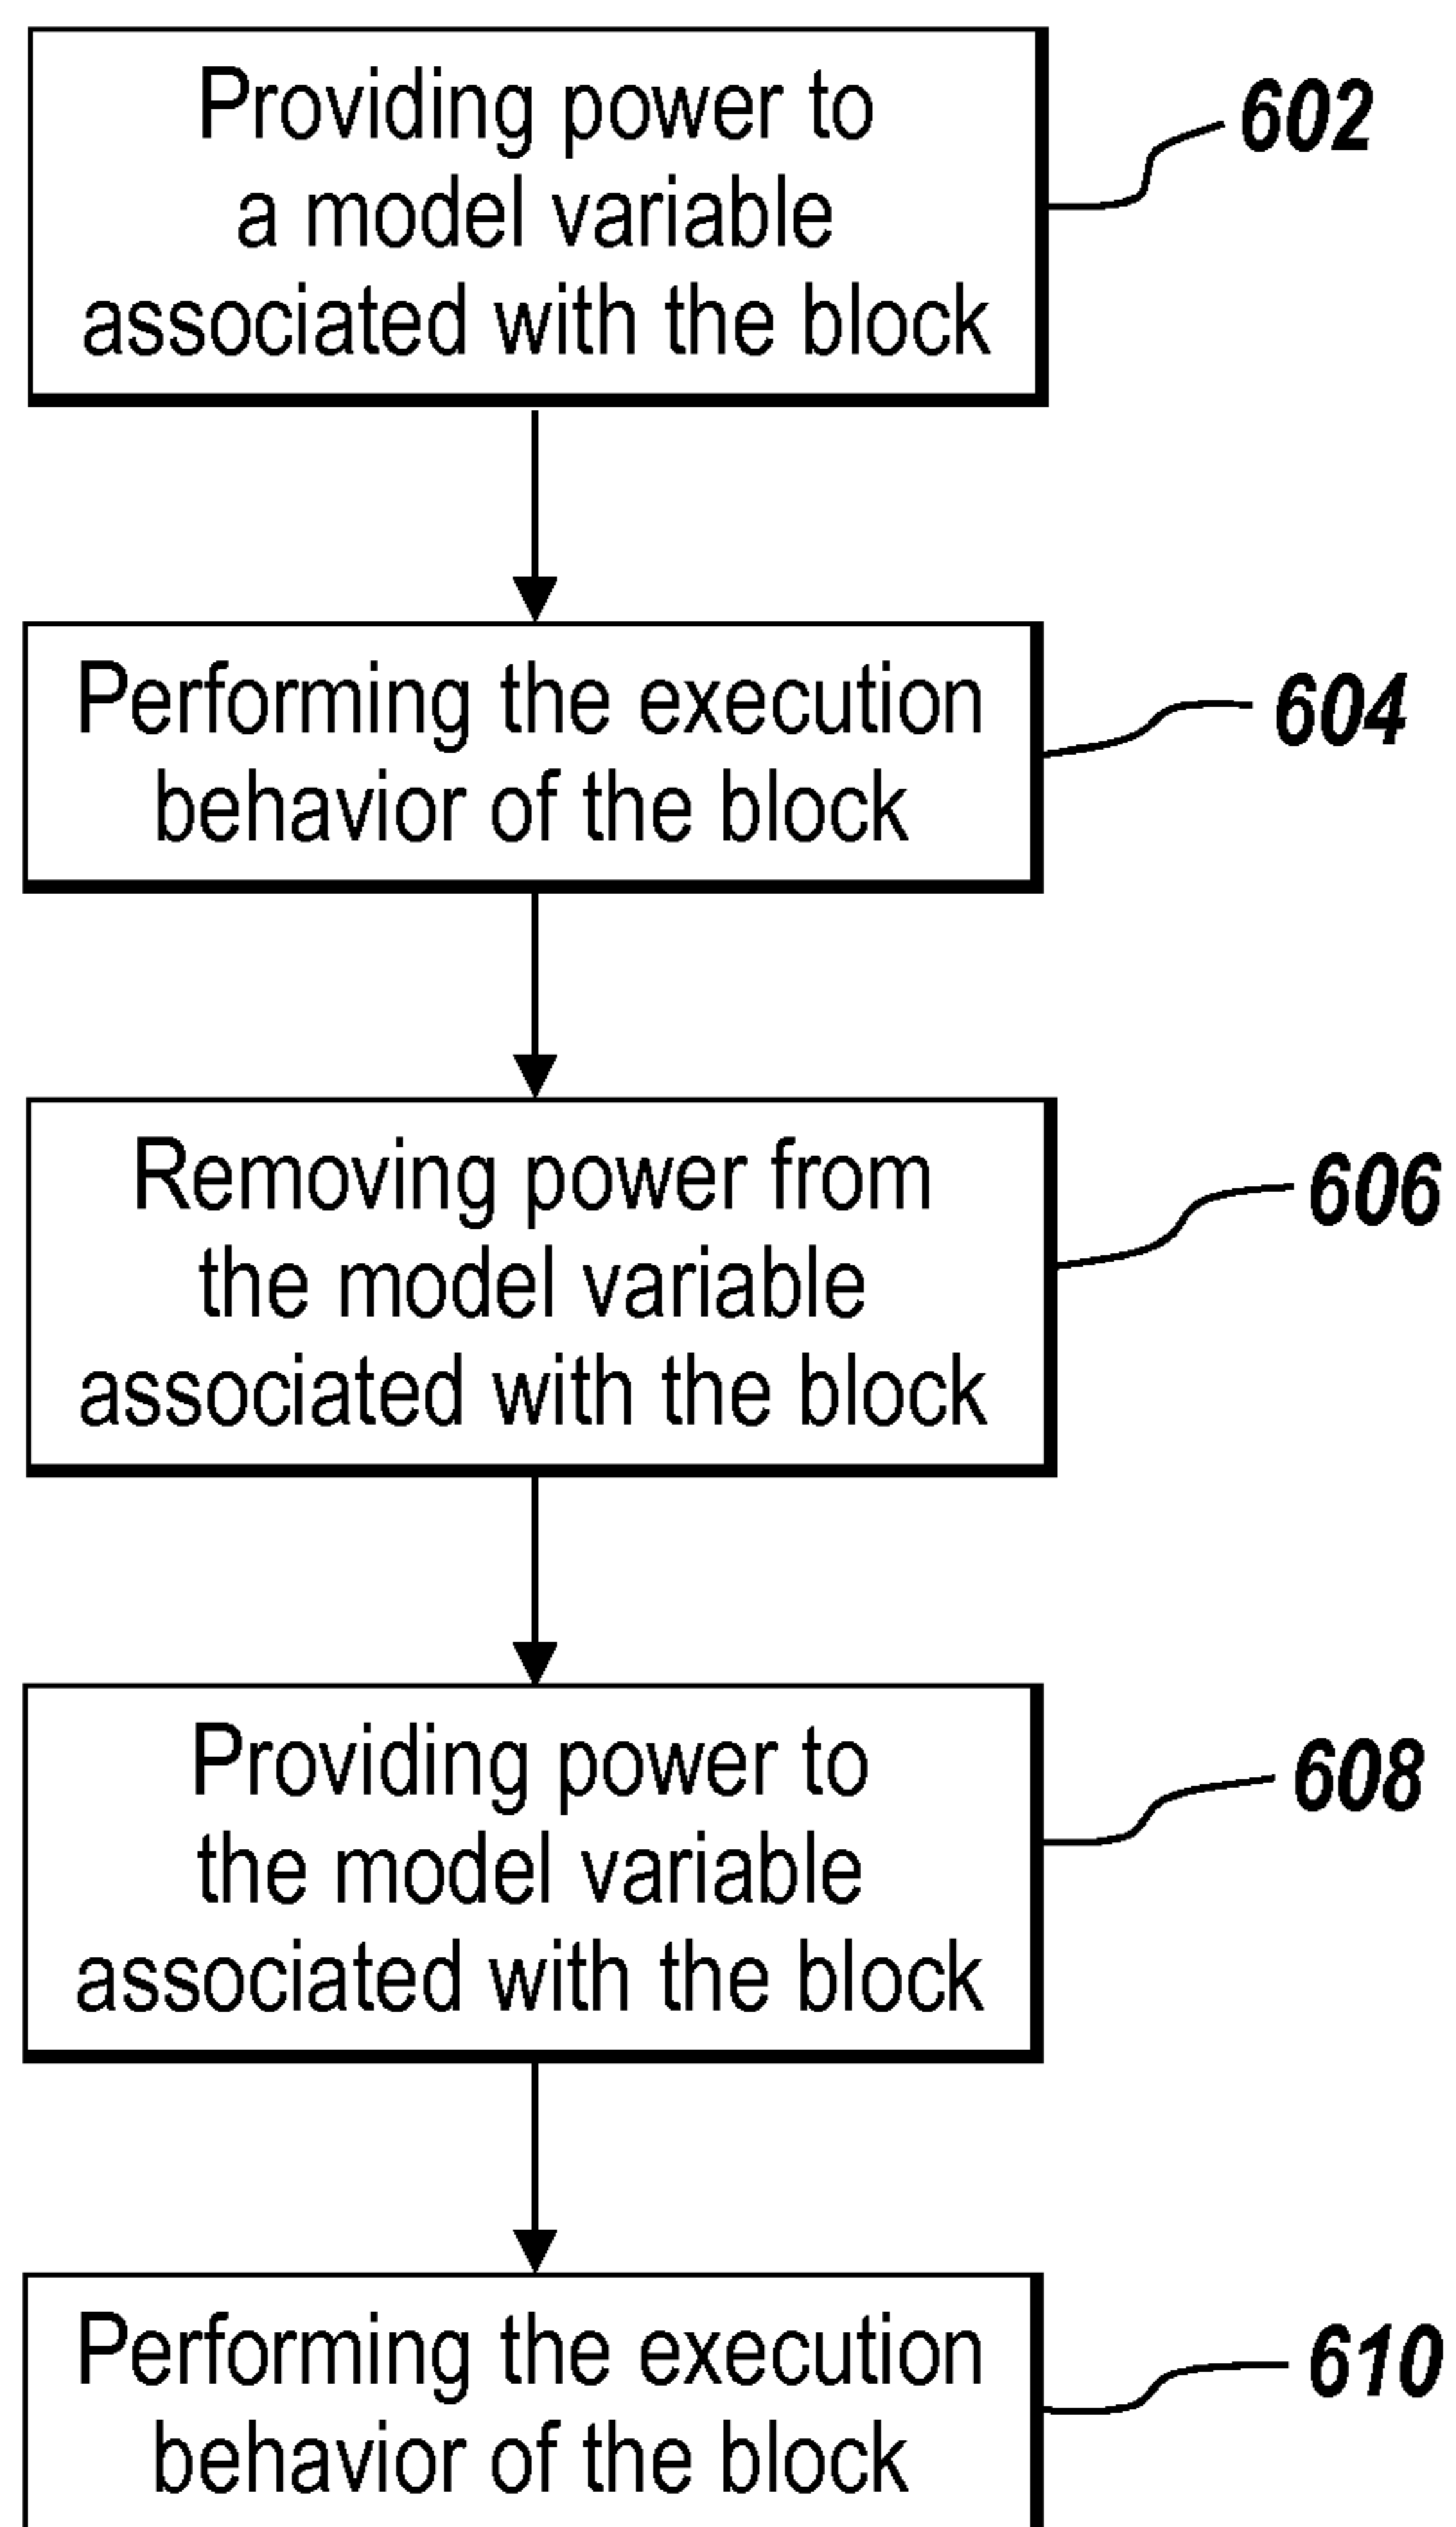 Providing power to
a model variable
associated with the block
602
Performing the execution
behavior of the block
604
Removing power from
the model variable
associated with the block
606
Providing power to
the model variable
associated with the block
608
Performing the execution
behavior of the block
610